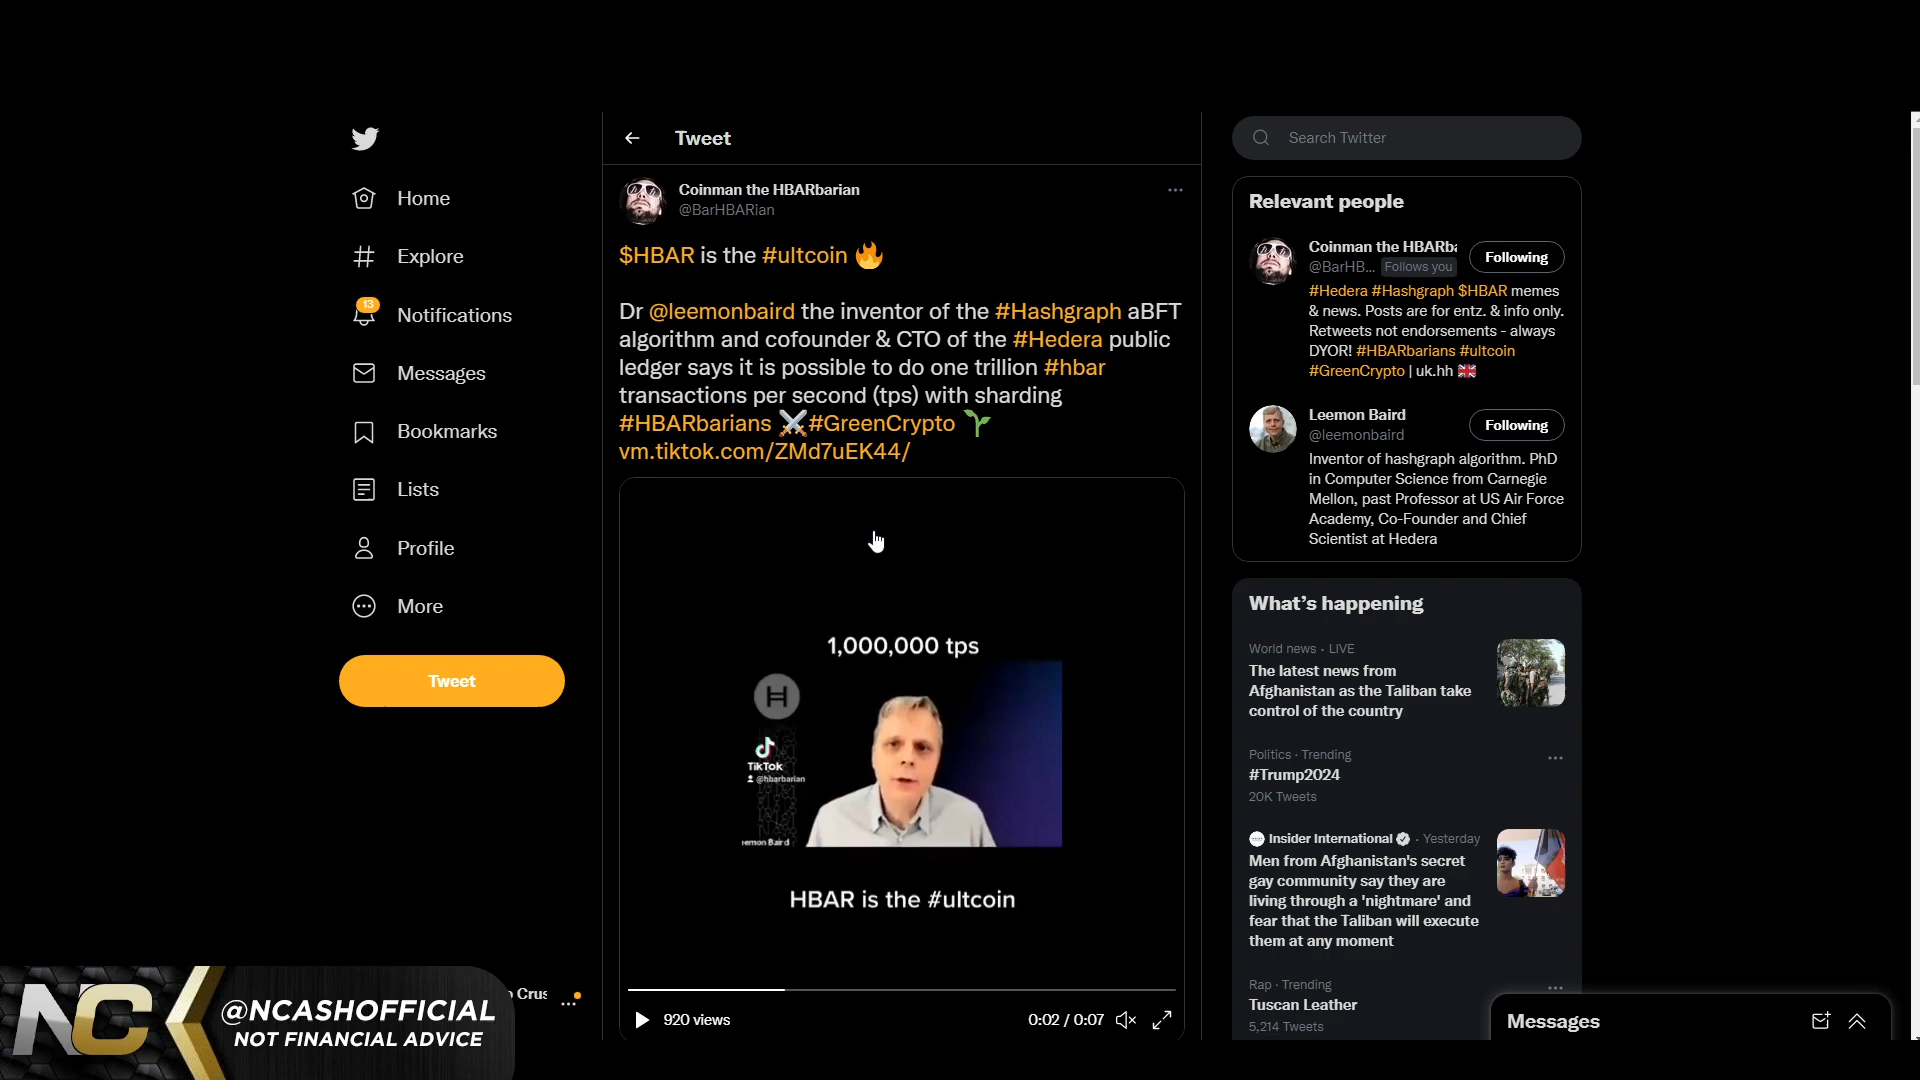 Home
Explore
13
Notifications
Messages
Bookmarks
Lists
Profile
More
Tweet
Tweet
Coinman the HBARbarian
@BarHBARian
$HBAR is the #ultcoin 🔥
Dr @leemonbaird the inventor of the #Hashgraph aBFT
algorithm and cofounder & CTO of the #Hedera public
ledger says it is possible to do one trillion #hbar
transactions per second (tps) with sharding
#HBARbarians ⚔️#GreenCrypto 🌱
vm.tiktok.com/ZMd7uEK44/
1,000,000 tps
TikTok
@hbarbarian
eemon Baird
HBAR is the #ultcoin
920 views
0:02 / 0:07
Search Twitter
Relevant people
Coinman the HBARba
@BarHB... Follows you
Following
#Hedera #Hashgraph $HBAR memes
& news. Posts are for entz. & info only.
Retweets not endorsements - always
DYOR! #HBARbarians #ultcoin
#GreenCrypto | uk.hh 🇬🇧
Leemon Baird
@leemonbaird
Following
Inventor of hashgraph algorithm. PhD
in Computer Science from Carnegie
Mellon, past Professor at US Air Force
Academy, Co-Founder and Chief
Scientist at Hedera
What's happening
World news · LIVE
The latest news from
Afghanistan as the Taliban take
control of the country
Politics · Trending
#Trump2024
20K Tweets
Insider International · Yesterday
Men from Afghanistan's secret
gay community say they are
living through a 'nightmare' and
fear that the Taliban will execute
them at any moment
Rap · Trending
Tuscan Leather
5,214 Tweets
Messages
NC
@NCASHOFFICIAL
NOT FINANCIAL ADVICE
o Crus